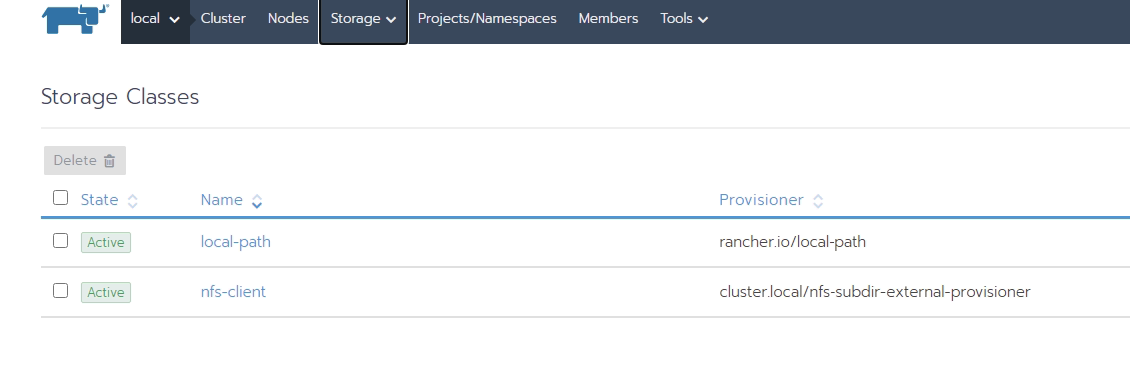 local Cluster Nodes Storage Projects/Namespaces Members Tools
Storage Classes
Delete
State Name Provisioner
Active local-path rancher.io/local-path
Active nfs-client cluster.local/nfs-subdir-external-provisioner